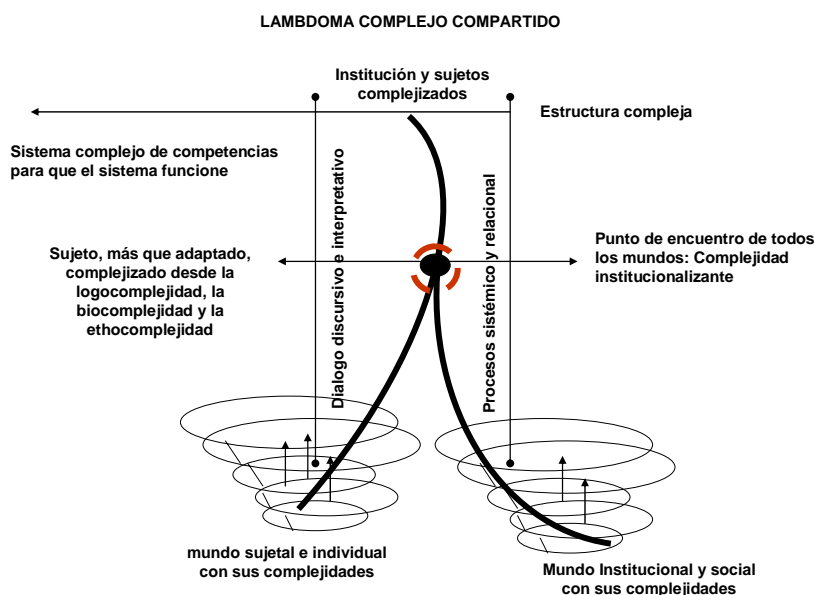 LAMBDOMA COMPLEJO COMPARTIDO
Institución y sujetos
complejizados
Estructura compleja
Sistema complejo de competencias
para que el sistema funcione
Dialogo discursivo e interpretativo
Procesos sistémico y relacional
Sujeto, más que adaptado,
complejizado desde la
logocomplejidad, la
biocomplejidad y la
ethocomplejidad
Punto de encuentro de todos
los mundos: Complejidad
institucionalizante
mundo sujetal e individual
con sus complejidades
Mundo Institucional y social
con sus complejidades